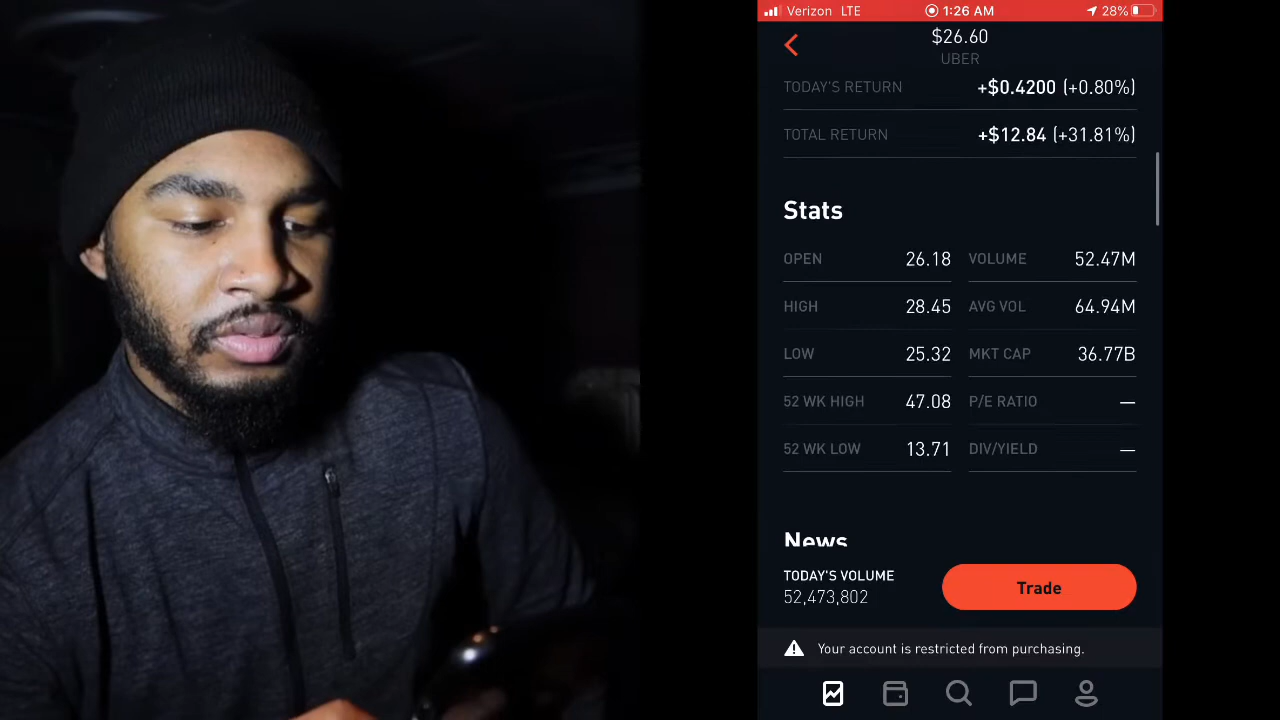 Verizon LTE 1:26 AM 28%
$26.60
UBER
TODAY'S RETURN +$0.4200 (+0.80%)
TOTAL RETURN +$12.84 (+31.81%)
Stats
OPEN 26.18 VOLUME 52.47M
HIGH 28.45 AVG VOL 64.94M
LOW 25.32 MKT CAP 36.77B
52 WK HIGH 47.08 P/E RATIO —
52 WK LOW 13.71 DIV/YIELD —
News
TODAY'S VOLUME
52,473,802
Trade
Your account is restricted from purchasing.